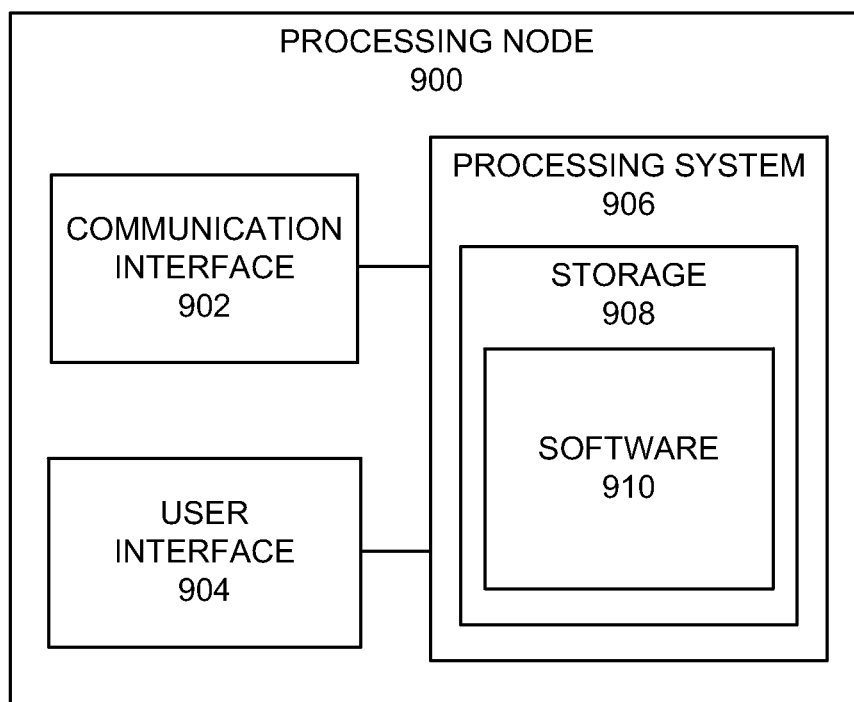 PROCESSING NODE
900
PROCESSING SYSTEM
906
COMMUNICATION
INTERFACE
902
STORAGE
908
SOFTWARE
910
USER
INTERFACE
904